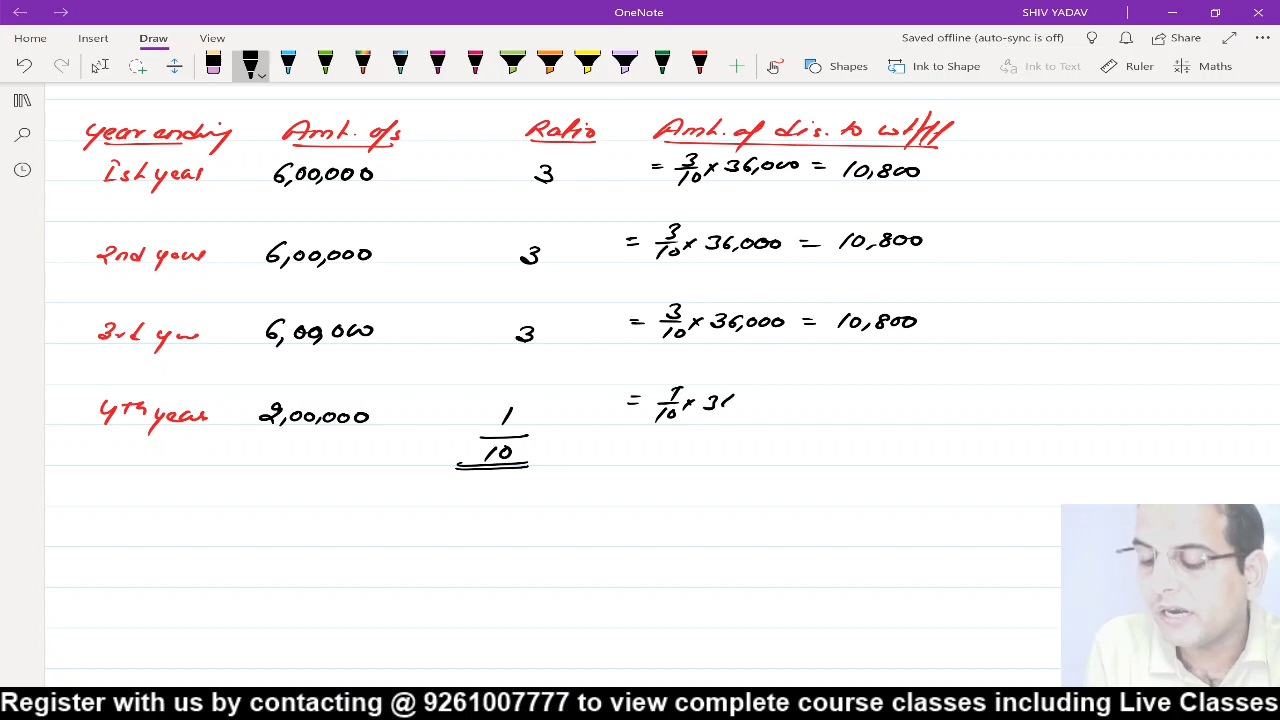 OneNote
SHIV YADAV
Home Insert Draw View
Saved offline (auto-sync is off)
Share
Shapes Ink to Shape Ink to Text Ruler Maths
Year ending Amt. o/s Ratio Amt. of dis. to w/off
Ist year 6,00,000 3 = 3/10 × 36,000 = 10,800
2nd year 6,00,000 3 = 3/10 × 36,000 = 10,800
3rd year 6,00,000 3 = 3/10 × 36,000 = 10,800
4th year 2,00,000 1 = 1/10 × 36
10
Register with us by contacting @ 9261007777 to view complete course classes including Live Classes